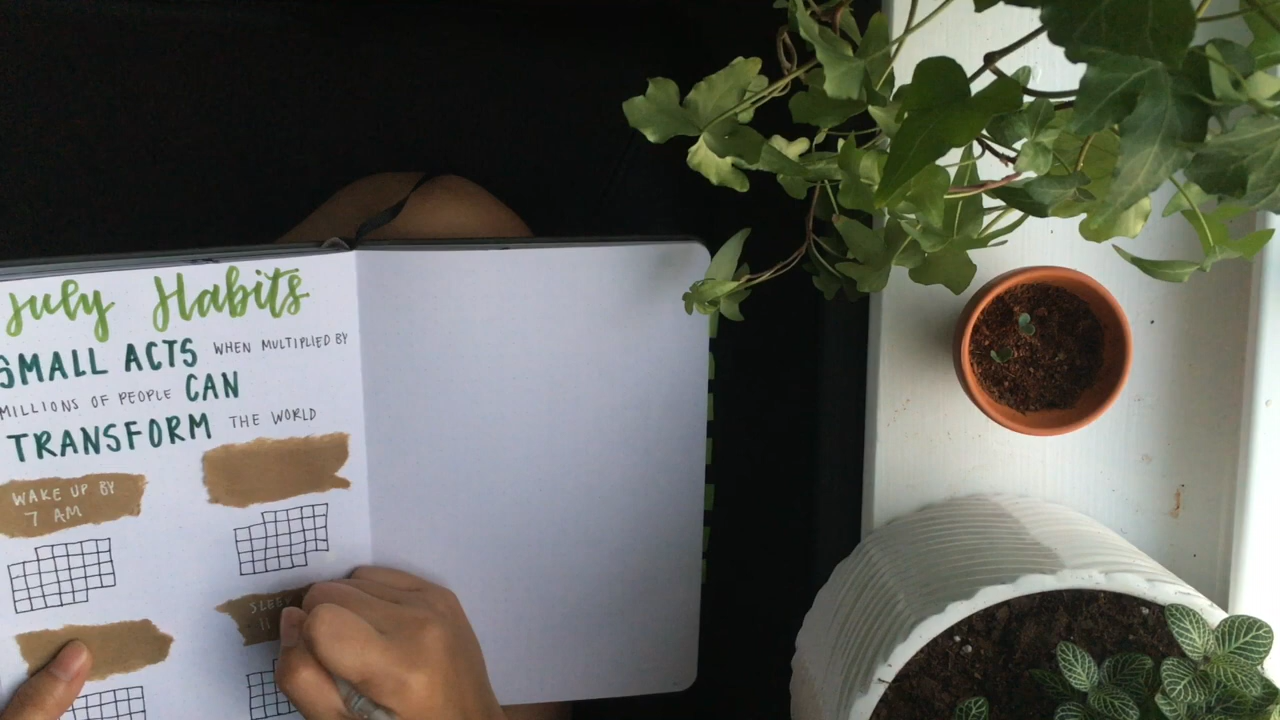 July Habits
SMALL ACTS WHEN MULTIPLIED BY
MILLIONS OF PEOPLE CAN
TRANSFORM THE WORLD
WAKE UP BY
7 AM
11